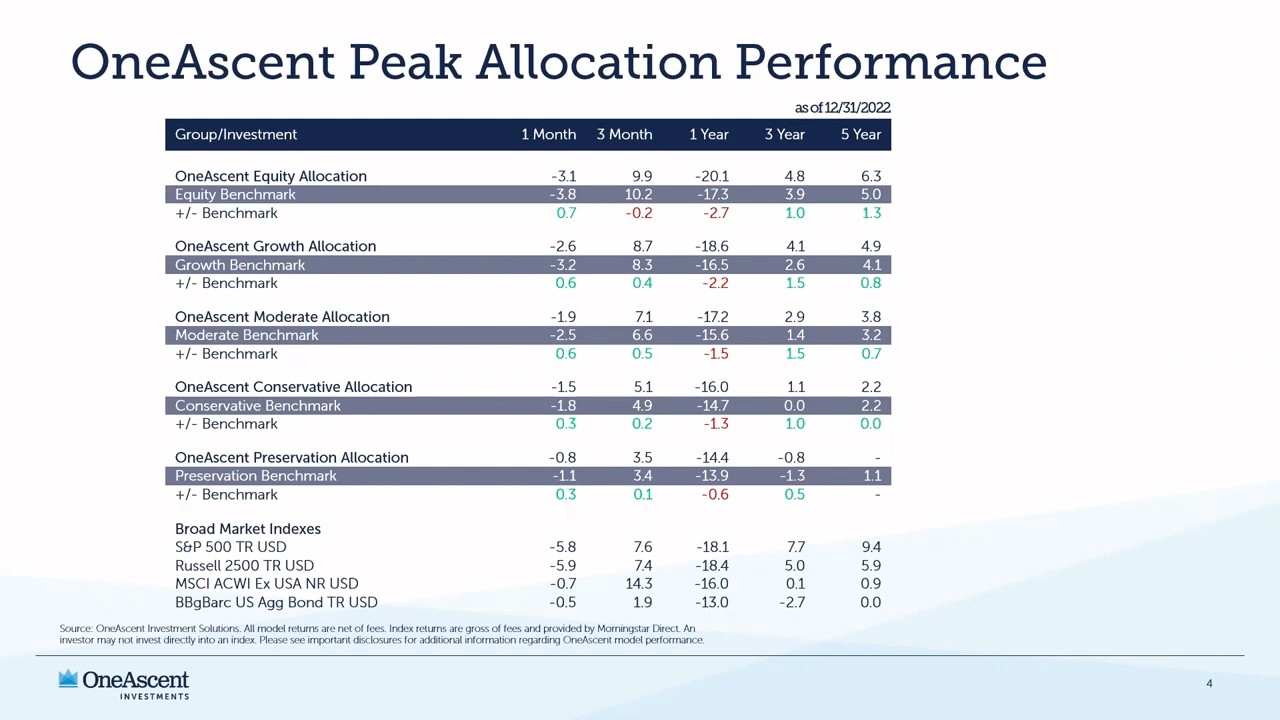 OneAscent Peak Allocation Performance
as of 12/31/2022
Group/Investment 1 Month 3 Month 1 Year 3 Year 5 Year
OneAscent Equity Allocation -3.1 9.9 -20.1 4.8 6.3
Equity Benchmark -3.8 10.2 -17.3 3.9 5.0
+/- Benchmark 0.7 -0.2 -2.7 1.0 1.3
OneAscent Growth Allocation -2.6 8.7 -18.6 4.1 4.9
Growth Benchmark -3.2 8.3 -16.5 2.6 4.1
+/- Benchmark 0.6 0.4 -2.2 1.5 0.8
OneAscent Moderate Allocation -1.9 7.1 -17.2 2.9 3.8
Moderate Benchmark -2.5 6.6 -15.6 1.4 3.2
+/- Benchmark 0.6 0.5 -1.5 1.5 0.7
OneAscent Conservative Allocation -1.5 5.1 -16.0 1.1 2.2
Conservative Benchmark -1.8 4.9 -14.7 0.0 2.2
+/- Benchmark 0.3 0.2 -1.3 1.0 0.0
OneAscent Preservation Allocation -0.8 3.5 -14.4 -0.8 -
Preservation Benchmark -1.1 3.4 -13.9 -1.3 1.1
+/- Benchmark 0.3 0.1 -0.6 0.5 -
Broad Market Indexes
S&P 500 TR USD -5.8 7.6 -18.1 7.7 9.4
Russell 2500 TR USD -5.9 7.4 -18.4 5.0 5.9
MSCI ACWI Ex USA NR USD -0.7 14.3 -16.0 0.1 0.9
BBgBarc US Agg Bond TR USD -0.5 1.9 -13.0 -2.7 0.0
Source: OneAscent Investment Solutions. All model returns are net of fees. Index returns are gross of fees and provided by Morningstar Direct. An
investor may not invest directly into an index. Please see important disclosures for additional information regarding OneAscent model performance.
OneAscent
INVESTMENTS
4